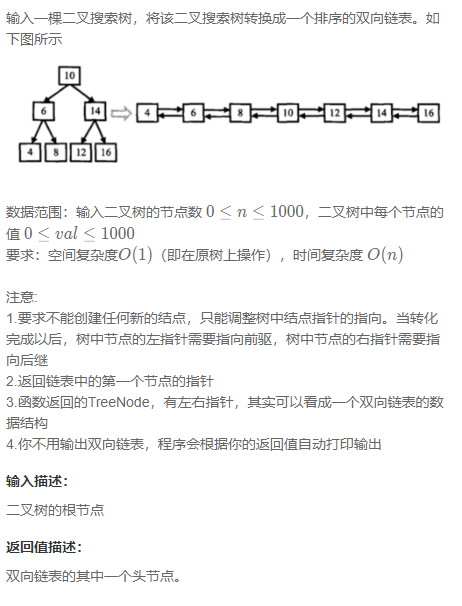 输入一棵二叉搜索树，将该二叉搜索树转换成一个排序的双向链表。如
下图所示
10
6
14
4
8
12
16
4
6
8
10
12
14
16
数据范围：输入二叉树的节点数 0 ≤ n ≤ 1000，二叉树中每个节点的
值 0 ≤ val ≤ 1000
要求：空间复杂度O(1)（即在原树上操作），时间复杂度 O(n)
注意:
1.要求不能创建任何新的结点，只能调整树中结点指针的指向。当转化
完成以后，树中节点的左指针需要指向前驱，树中节点的右指针需要指
向后继
2.返回链表中的第一个节点的指针
3.函数返回的TreeNode，有左右指针，其实可以看成一个双向链表的数
据结构
4.你不用输出双向链表，程序会根据你的返回值自动打印输出
输入描述：
二叉树的根节点
返回值描述：
双向链表的其中一个头节点。